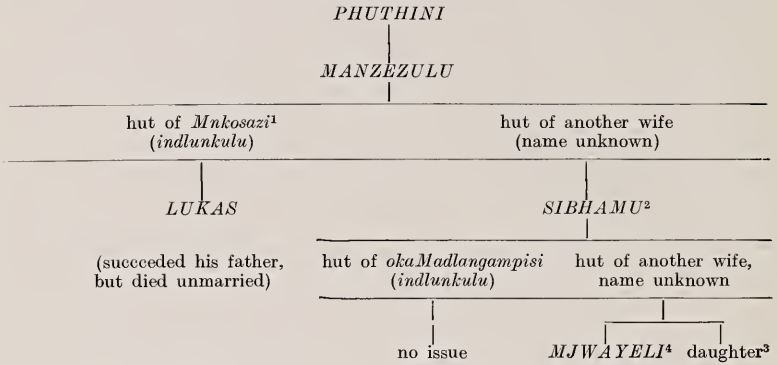 PHUTHINI
MANZEZULU
hut of Mnkosazi¹ hut of another wife
(indlunkulu) (name unknown)
LUKAS SIBHAMU²
(succceded his father, hut of okaMadlangampisi hut of another wife,
but died unmarried) (indlunkulu) name unknown
no issue MJWAYELI⁴ daughter³